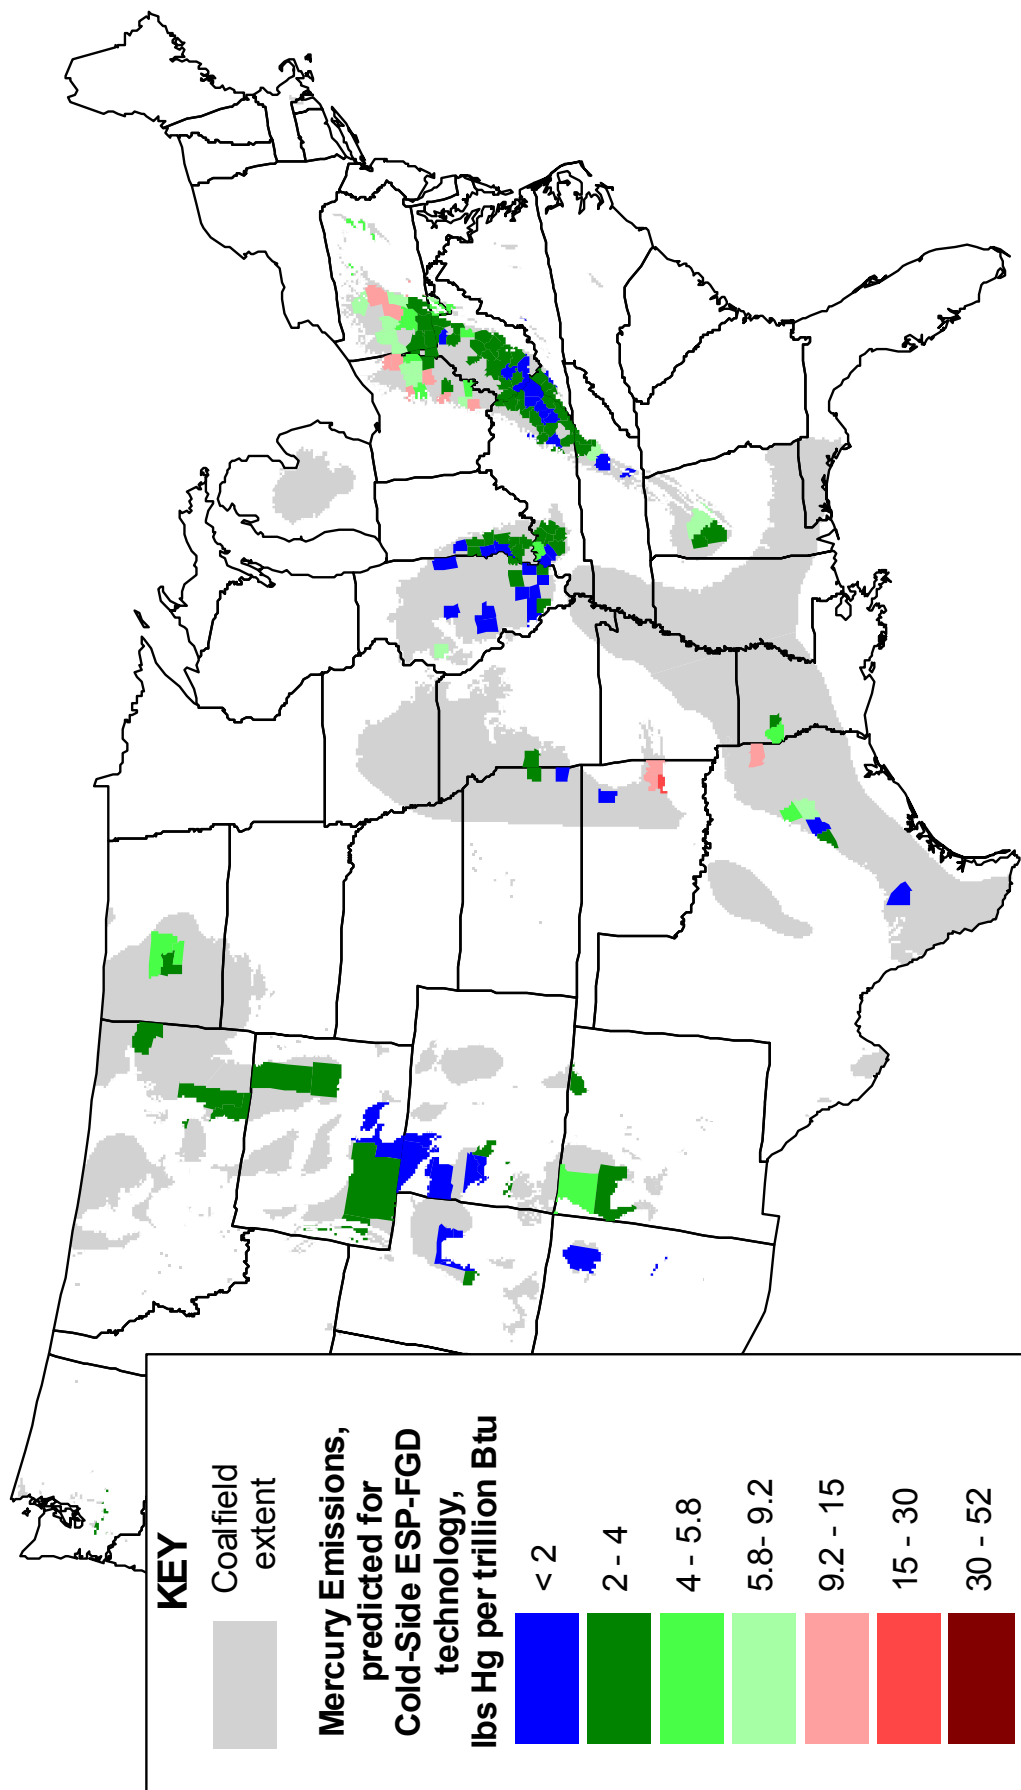 KEY
Coalfield
extent
Mercury Emissions,
predicted for
Cold-Side ESP-FGD
technology,
lbs Hg per trillion Btu
< 2
2 - 4
4 - 5.8
5.8- 9.2
9.2 - 15
15 - 30
30 - 52